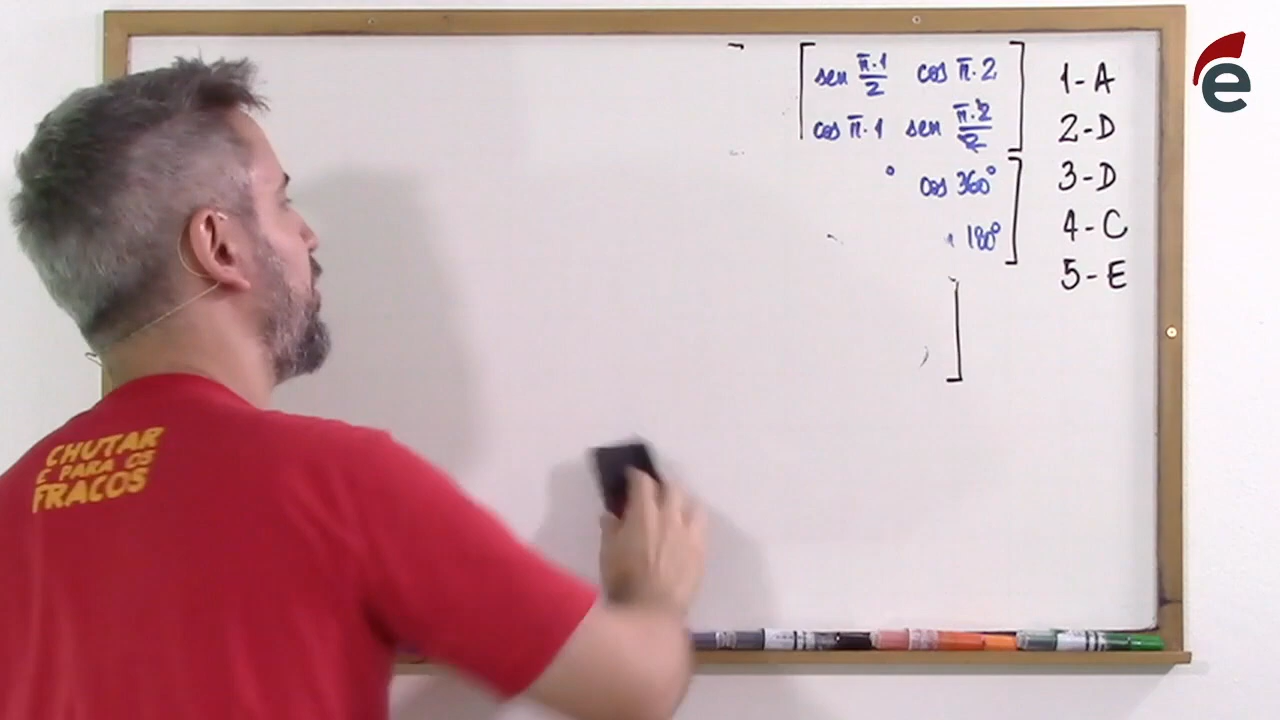 sen π·1/2 cos π·2
cos π·1 sen π·2/2
° cos 360°
180°
1-A
2-D
3-D
4-C
5-E
e
CHUTAR
É PARA OS
FRACOS